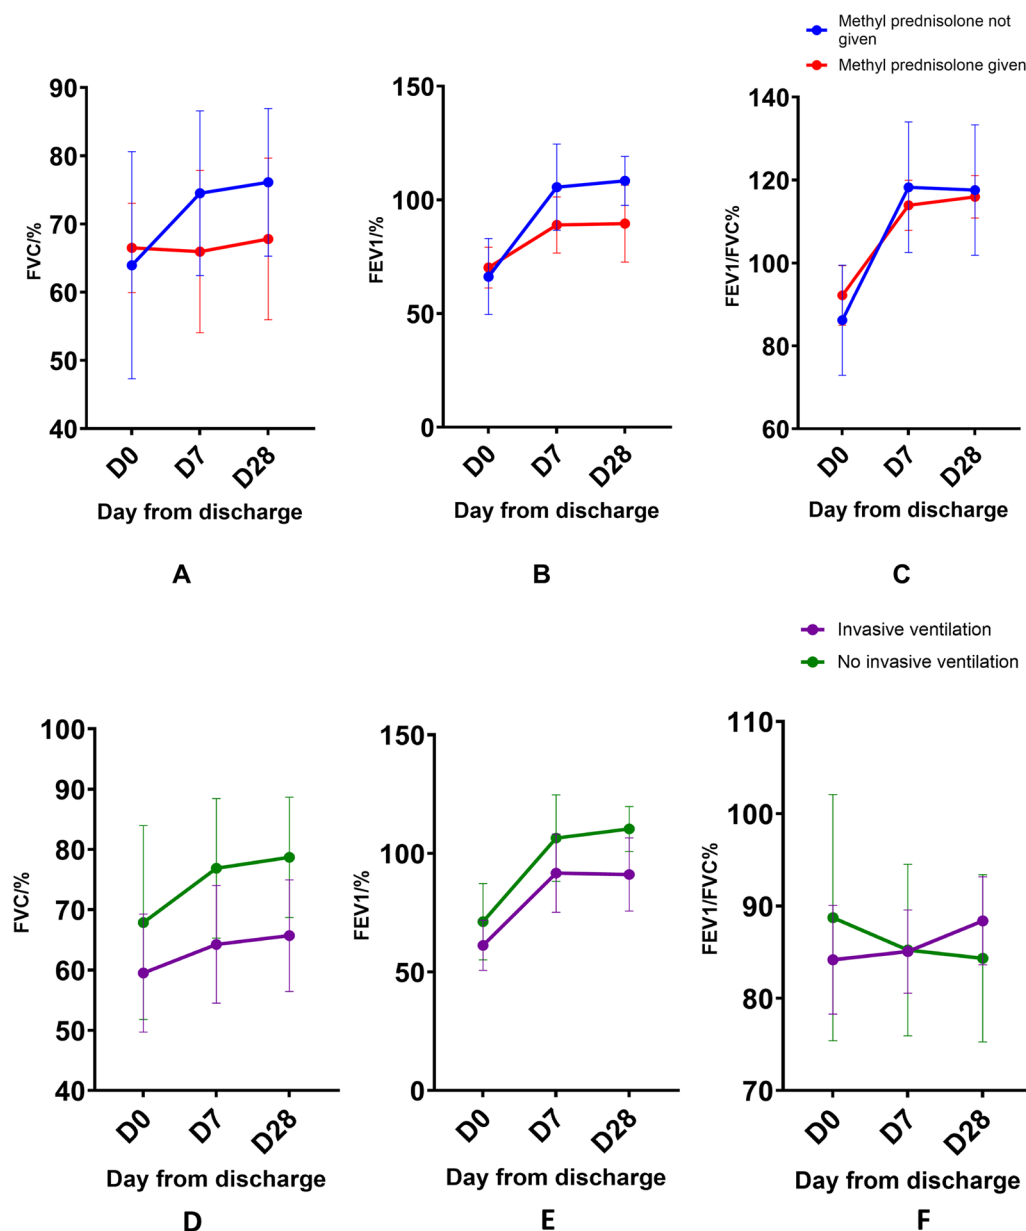 Methyl prednisolone not
given
Methyl prednisolone given
90
80
70
60
50
40
FVC/%
D0
D7
D28
Day from discharge
A
150
100
50
0
FEV1/%
D0
D7
D28
Day from discharge
B
140
120
100
80
60
FEV1/FVC%
D0
D7
D28
Day from discharge
C
Invasive ventilation
No invasive ventilation
100
90
80
70
60
50
40
FVC/%
D0
D7
D28
Day from discharge
D
150
100
50
0
FEV1/%
D0
D7
D28
Day from discharge
E
110
100
90
80
70
FEV1/FVC%
D0
D7
D28
Day from discharge
F